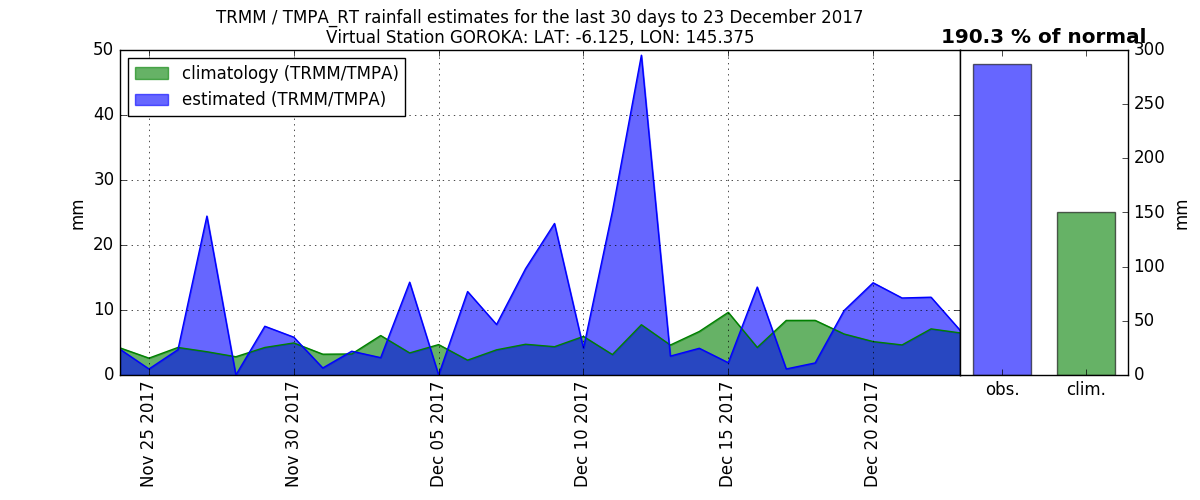 TRMM / TMPA_RT rainfall estimates for the last 30 days to 23 December 2017
Virtual Station GOROKA: LAT: -6.125, LON: 145.375
190.3 % of normal
climatology (TRMM/TMPA)
estimated (TRMM/TMPA)
50
40
30
20
10
0
mm
Nov 25 2017
Nov 30 2017
Dec 05 2017
Dec 10 2017
Dec 15 2017
Dec 20 2017
300
250
200
150
100
50
0
mm
obs.
clim.